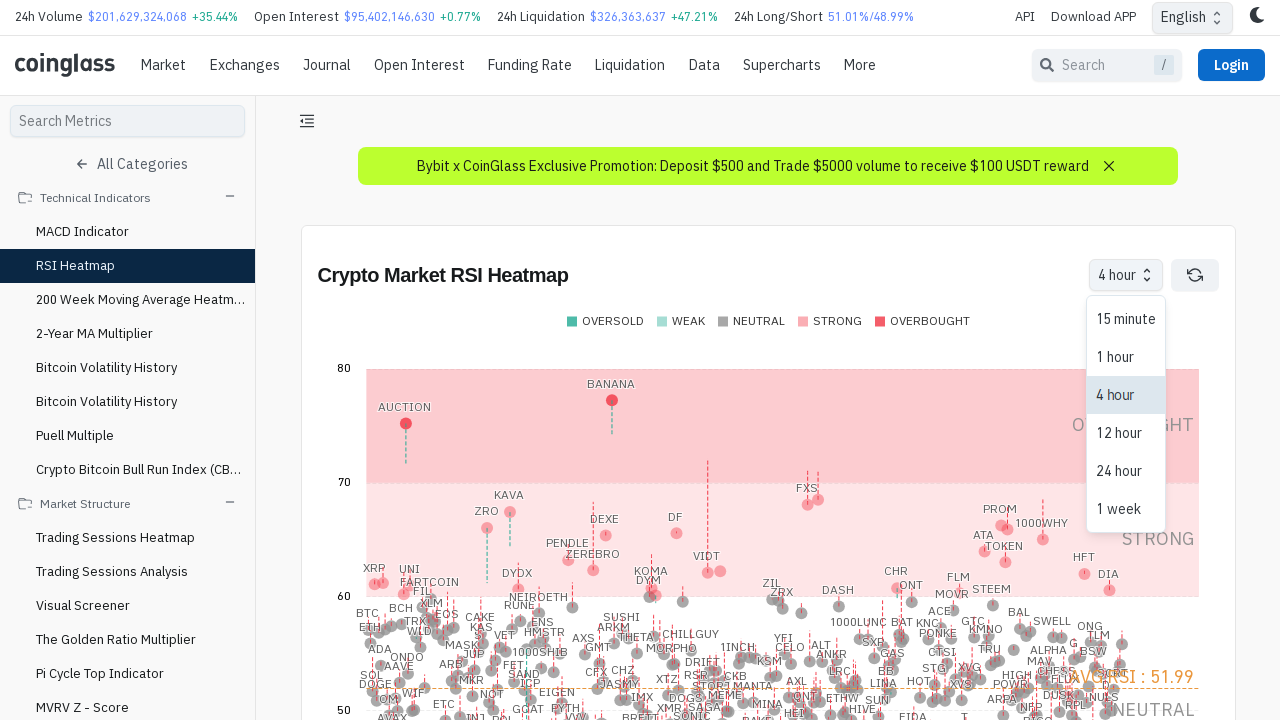 24h Volume $201,629,324,068 +35.44% Open Interest $95,402,146,630 +0.77% 24h Liquidation $326,363,637 +47.21% 24h Long/Short 51.01%/48.99% API Download APP English
coinglass Market Exchanges Journal Open Interest Funding Rate Liquidation Data Supercharts More Search / Login
Search Metrics
All Categories
Technical Indicators
MACD Indicator
RSI Heatmap
200 Week Moving Average Heatm...
2-Year MA Multiplier
Bitcoin Volatility History
Bitcoin Volatility History
Puell Multiple
Crypto Bitcoin Bull Run Index (CB...
Market Structure
Trading Sessions Heatmap
Trading Sessions Analysis
Visual Screener
The Golden Ratio Multiplier
Pi Cycle Top Indicator
MVRV Z - Score
Bybit x CoinGlass Exclusive Promotion: Deposit $500 and Trade $5000 volume to receive $100 USDT reward
Crypto Market RSI Heatmap
4 hour
15 minute
1 hour
4 hour
12 hour
24 hour
1 week
OVERSOLD WEAK NEUTRAL STRONG OVERBOUGHT
80
BANANA
AUCTION
70
FXS
KAVA
ZRO
DEXE
DF
PROM
1000WHY
STRONG
PENDLE
ZEREBRO
VIDT
ATA
TOKEN
HFT
XRP
UNI
DYDX
KOMA
DYM
CHR
FLM
DIA
FARTCOIN
FIL
ZIL
ZRX
DASH
ONT
STEEM
MOVR
60
NEIROETH
RUNE
BTC
BCH
XLM
EOS
CAKE
ENS
SUSHI
ACE
BAL
ETH
TRX
WLD
KAS
HMSTR
ARKM
THETA
CHILLGUY
1000LUNC
BAT
KNC
GTC
KMNO
SWELL
ONG
TLM
ADA
MASK
VET
AXS
GMT
MORPHO
1INCH
YFI
CELO
ALT
SXP
PONKE
ONDO
JUP
1000SHIB
ANKR
GAS
CTSI
TRU
ALPHA
BSW
AAVE
ARB
FET
CHZ
DRIFT
KSM
MAV
SOL
DOGE
MKR
SAND
ICP
CFX
DASHY
XTZ
RSR
CKB
AXL
LRC
BB
LINA
STG
HOT
XVG
XVS
HIGH
POWR
CHESS
FLUX
AVG RSI : 51.99
TOM
WIF
NOT
EIGEN
IMX
DOGS
MANTA
ETHW
SUN
ARPA
DUSK
ETC
GOAT
PYTH
XMR
SAGA
MINA
HIVE
NFP
RPL
NEUTRAL
50
AVAX
INJ
BRETT
SONIC
HEI
FIDA